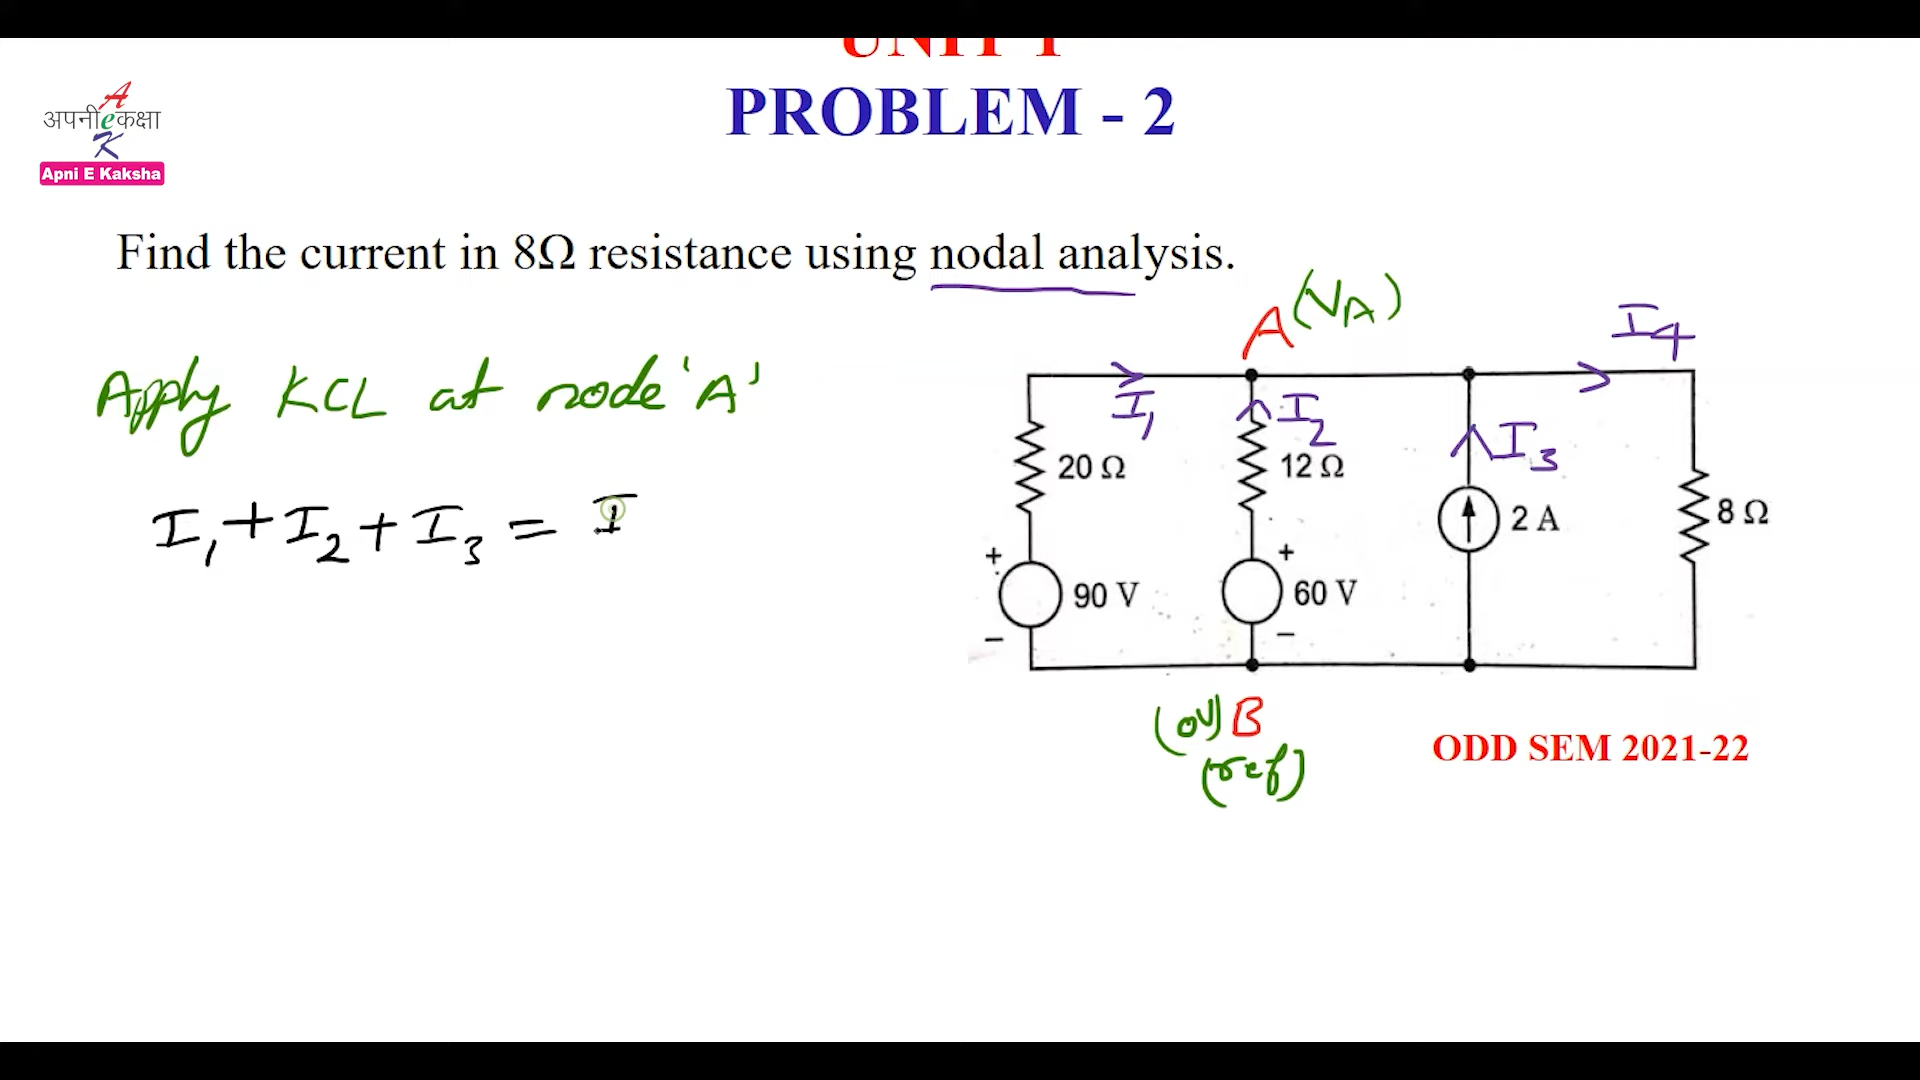 UNIT 1
PROBLEM - 2
A
अपनी e कक्षा
K
Apni E Kaksha
Find the current in 8Ω resistance using nodal analysis.
A (VA)
I4
Apply KCL at node 'A'
I1
I2
I3
20 Ω
12 Ω
I1 + I2 + I3 = I
2 A
8 Ω
+
+
90 V
60 V
−
−
(0V) B
(ref)
ODD SEM 2021-22